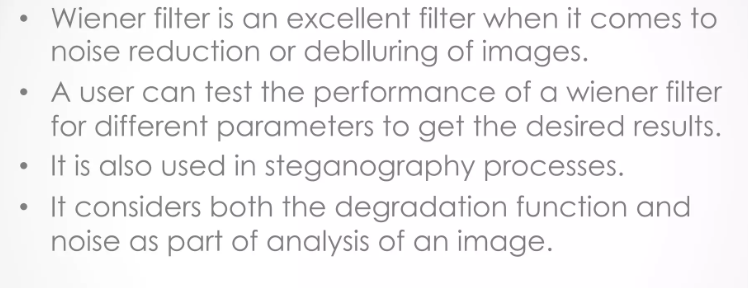 • Wiener filter is an excellent filter when it comes to
noise reduction or deblluring of images.
• A user can test the performance of a wiener filter
for different parameters to get the desired results.
• It is also used in steganography processes.
• It considers both the degradation function and
noise as part of analysis of an image.